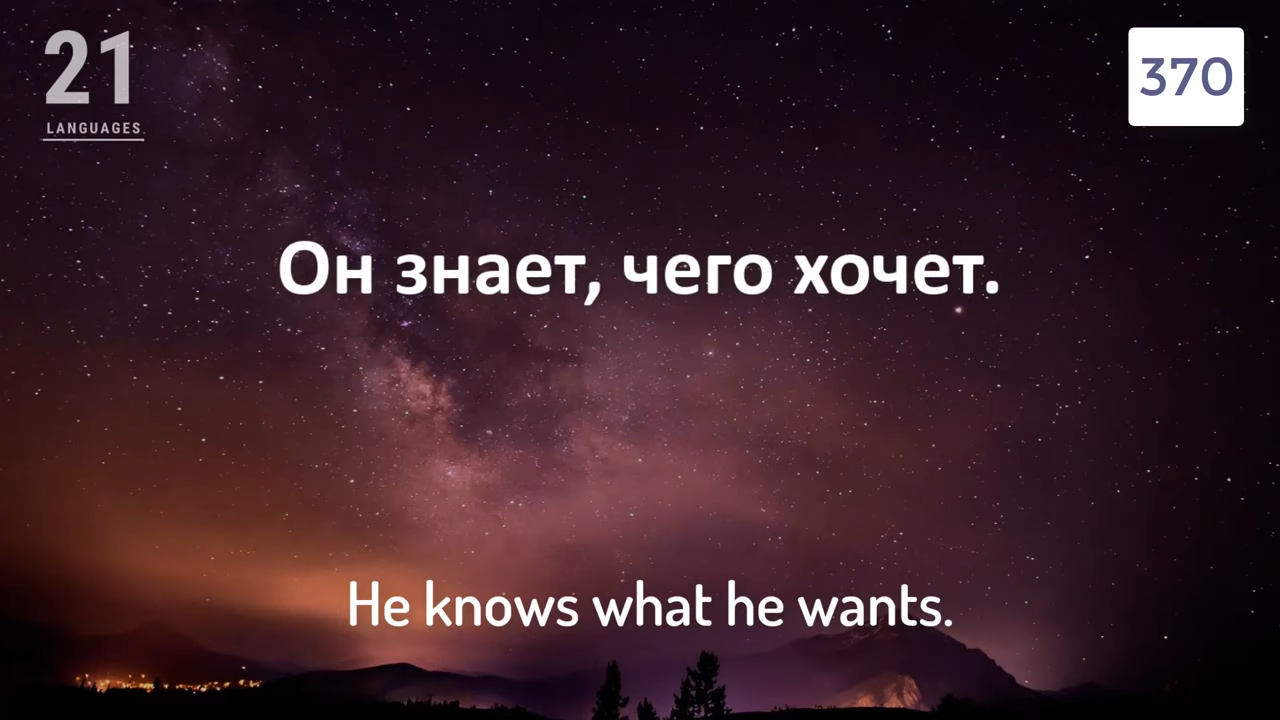 21
LANGUAGES
370
Он знает, чего хочет.
He knows what he wants.